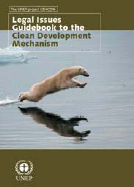 Legal Issues
Guidebook to the
Clean Development
Mechanism
UNEP